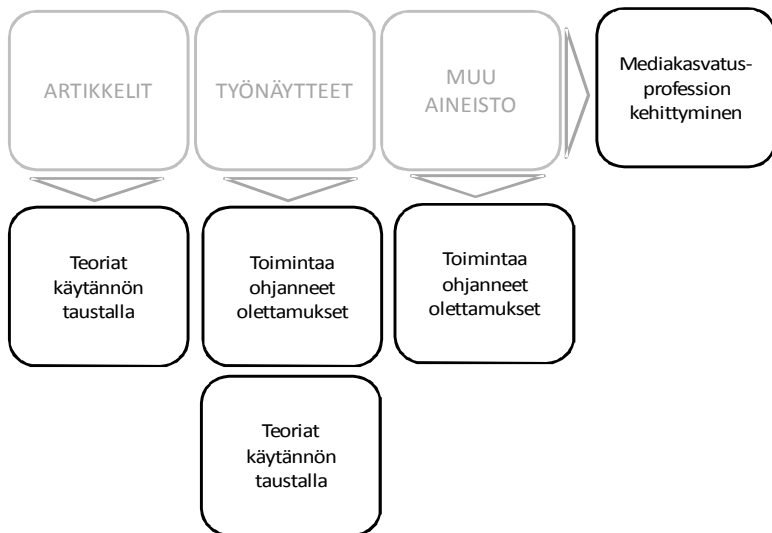 ARTIKKELIT
TYÖNÄYTTEET
MUU
AINEISTO
Mediakasvatus-
profession
kehittyminen
Teoriat
käytännön
taustalla
Toimintaa
ohjanneet
olettamukset
Toimintaa
ohjanneet
olettamukset
Teoriat
käytännön
taustalla